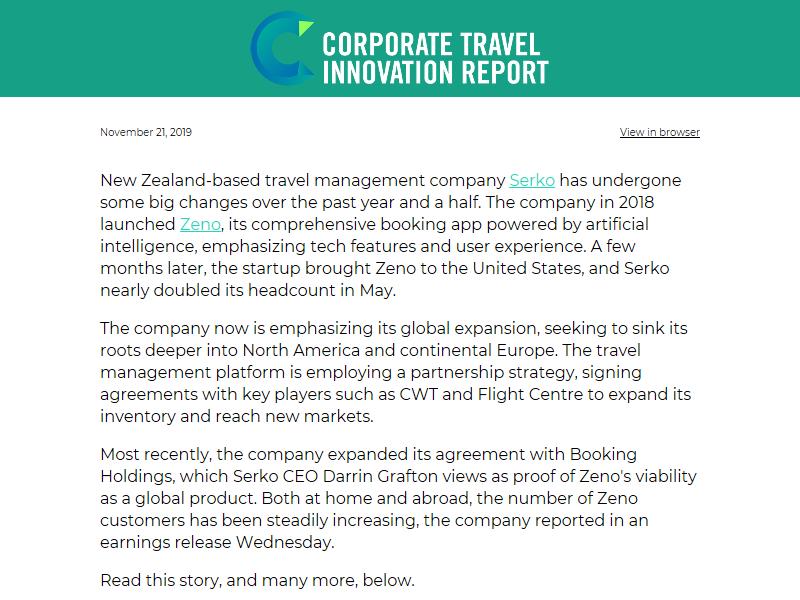 CORPORATE TRAVEL
INNOVATION REPORT
November 21, 2019
View in browser
New Zealand-based travel management company Serko has undergone
some big changes over the past year and a half. The company in 2018
launched Zeno, its comprehensive booking app powered by artificial
intelligence, emphasizing tech features and user experience. A few
months later, the startup brought Zeno to the United States, and Serko
nearly doubled its headcount in May.
The company now is emphasizing its global expansion, seeking to sink its
roots deeper into North America and continental Europe. The travel
management platform is employing a partnership strategy, signing
agreements with key players such as CWT and Flight Centre to expand its
inventory and reach new markets.
Most recently, the company expanded its agreement with Booking
Holdings, which Serko CEO Darrin Grafton views as proof of Zeno's viability
as a global product. Both at home and abroad, the number of Zeno
customers has been steadily increasing, the company reported in an
earnings release Wednesday.
Read this story, and many more, below.